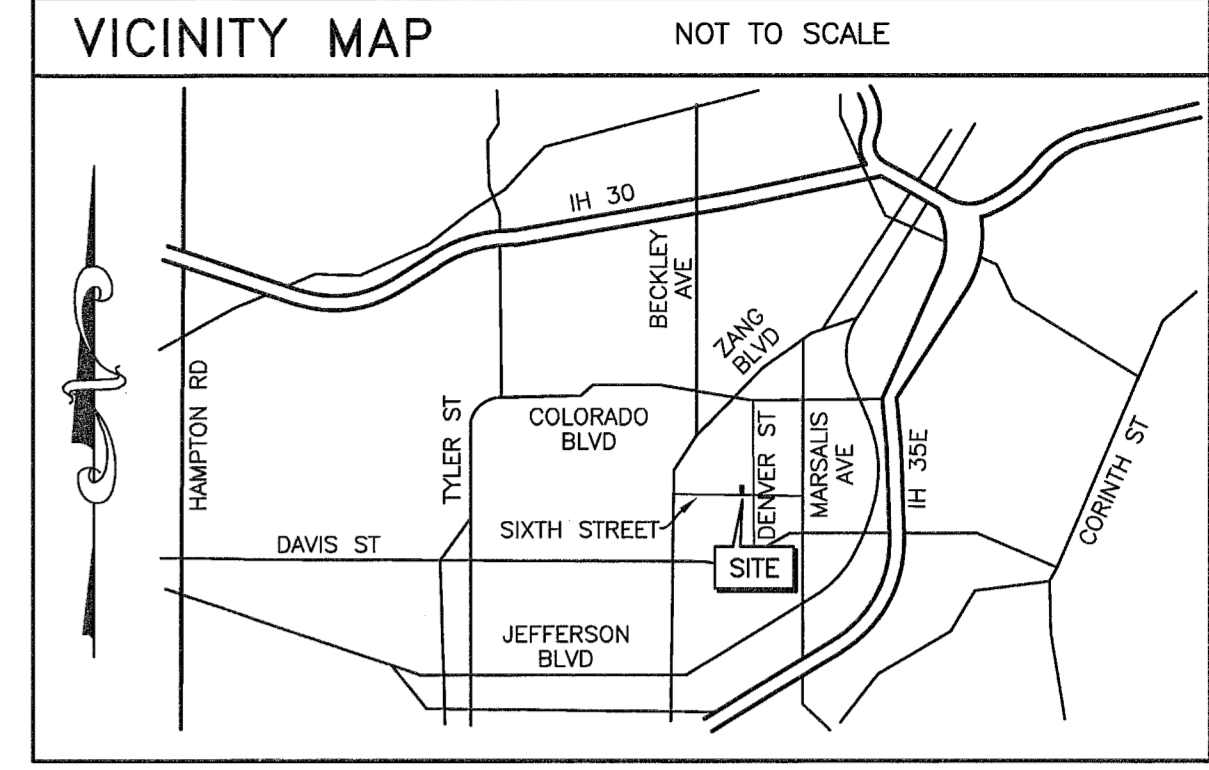 VICINITY MAP
NOT TO SCALE
IH 30
BECKLEY
AVE
ZANG
BLVD
HAMPTON RD
TYLER ST
COLORADO
BLVD
DENVER ST
MARSALIS
AVE
IH 35E
CORINTH ST
SIXTH STREET
DAVIS ST
SITE
JEFFERSON
BLVD